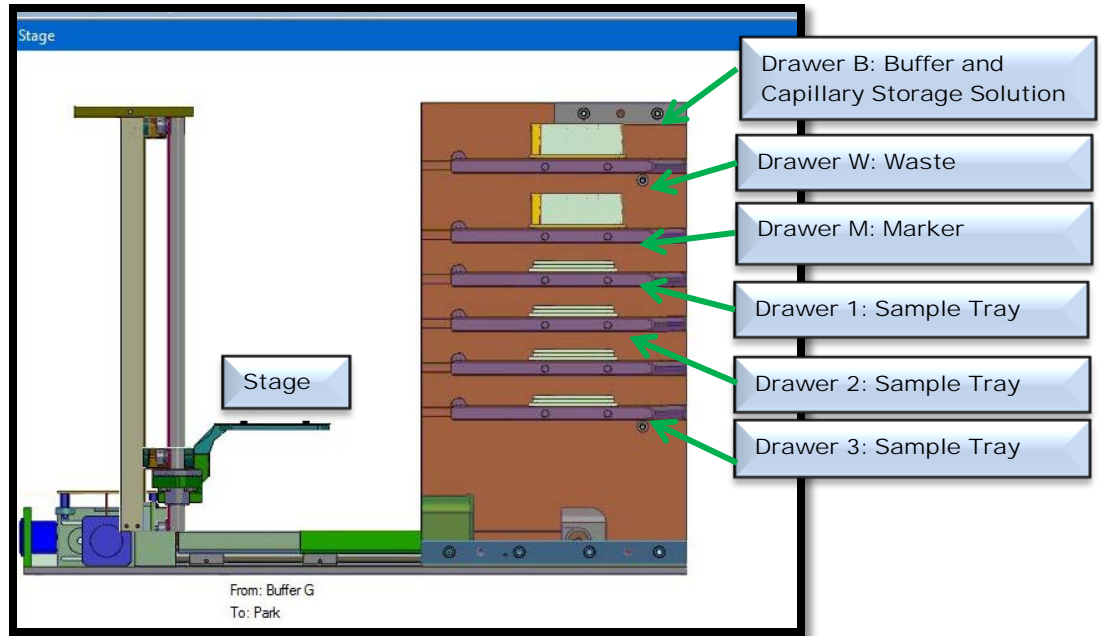 Stage
Drawer B: Buffer and
Capillary Storage Solution
Drawer W: Waste
Drawer M: Marker
Drawer 1: Sample Tray
Stage
Drawer 2: Sample Tray
Drawer 3: Sample Tray
From: Buffer G
To: Park